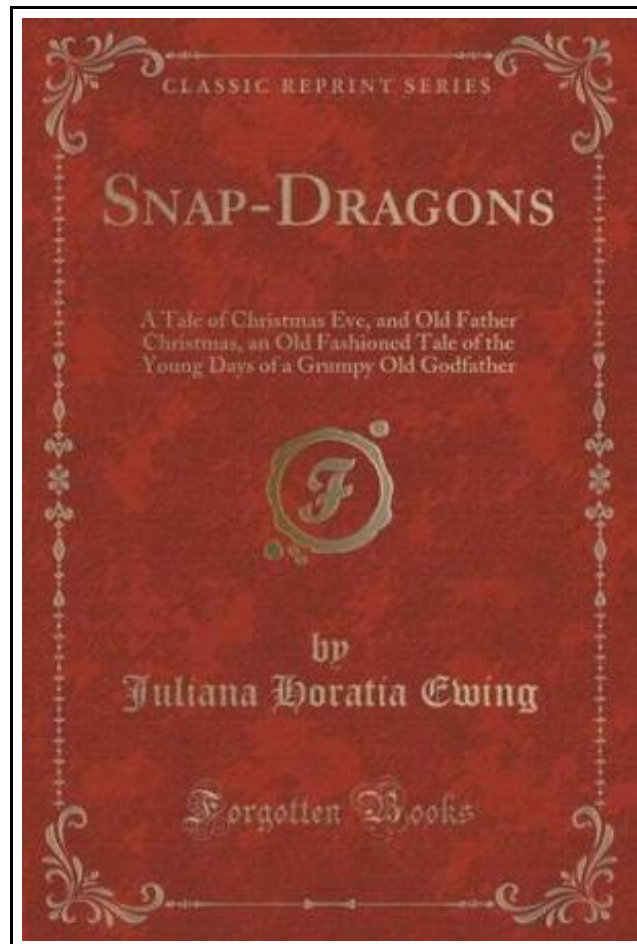 CLASSIC REPRINT SERIES
SNAP-DRAGONS
A Tale of Christmas Eve, and Old Father
Christmas, an Old Fashioned Tale of the
Young Days of a Grumpy Old Godfather
F
by
Juliana Horatia Ewing
Forgotten Books